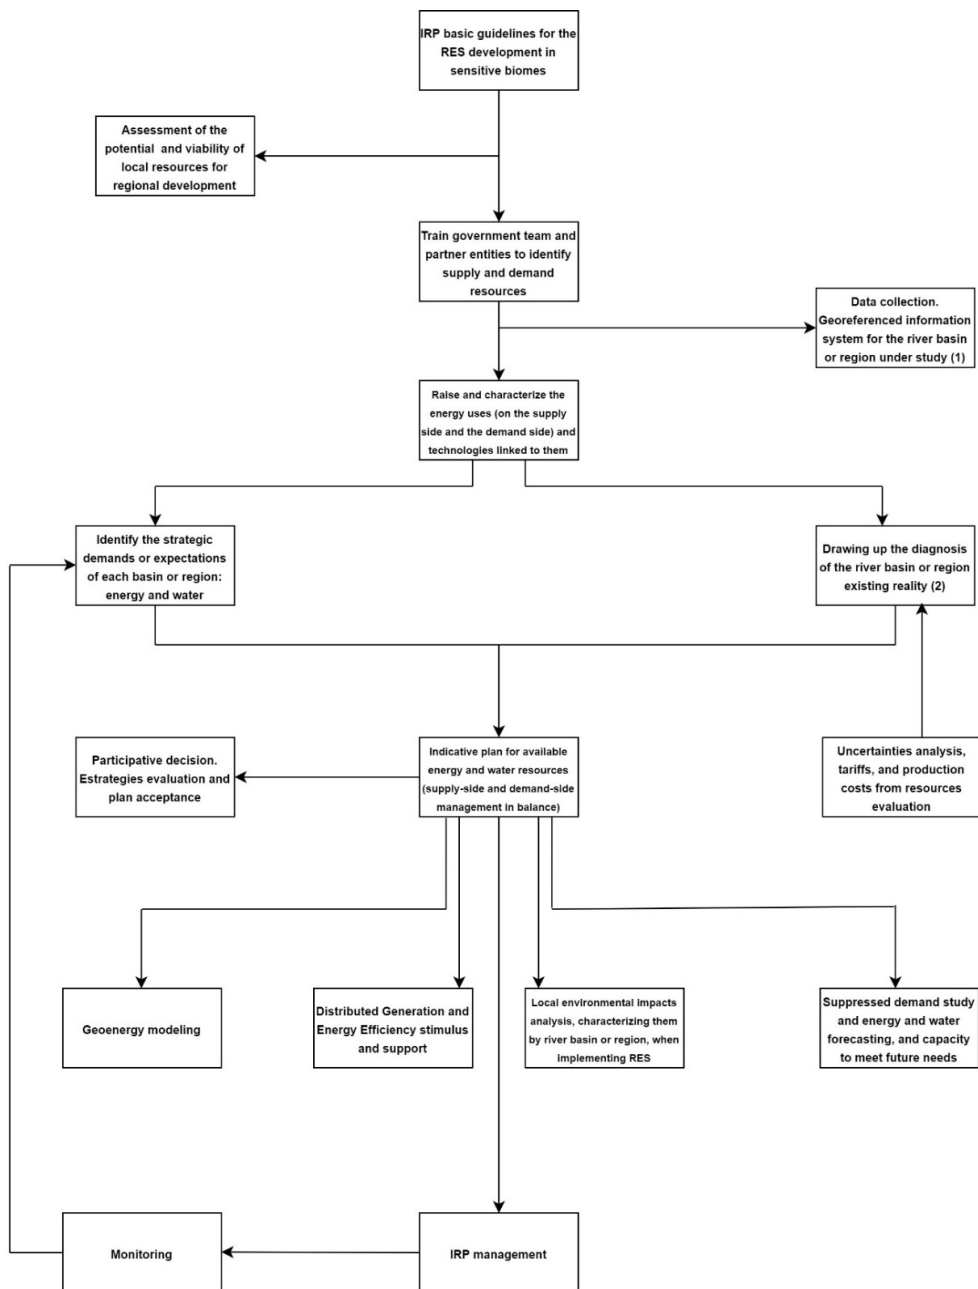 IRP basic guidelines for the
RES development in
sensitive biomes
Assessment of the
potential and viability of
local resources for
regional development
Train government team and
partner entities to identify
supply and demand
resources
Data collection.
Georeferenced information
system for the river basin
or region under study (1)
Raise and characterize the
energy uses (on the supply
side and the demand side) and
technologies linked to them
Identify the strategic
demands or expectations
of each basin or region:
energy and water
Drawing up the diagnosis
of the river basin or region
existing reality (2)
Participative decision.
Estrategies evaluation and
plan acceptance
Indicative plan for available
energy and water resources
(supply-side and demand-side
management in balance)
Uncertainties analysis,
tariffs, and production
costs from resources
evaluation
Geoenergy modeling
Distributed Generation and
Energy Efficiency stimulus
and support
Local environmental impacts
analysis, characterizing them
by river basin or region, when
implementing RES
Suppressed demand study
and energy and water
forecasting, and capacity
to meet future needs
Monitoring
IRP management